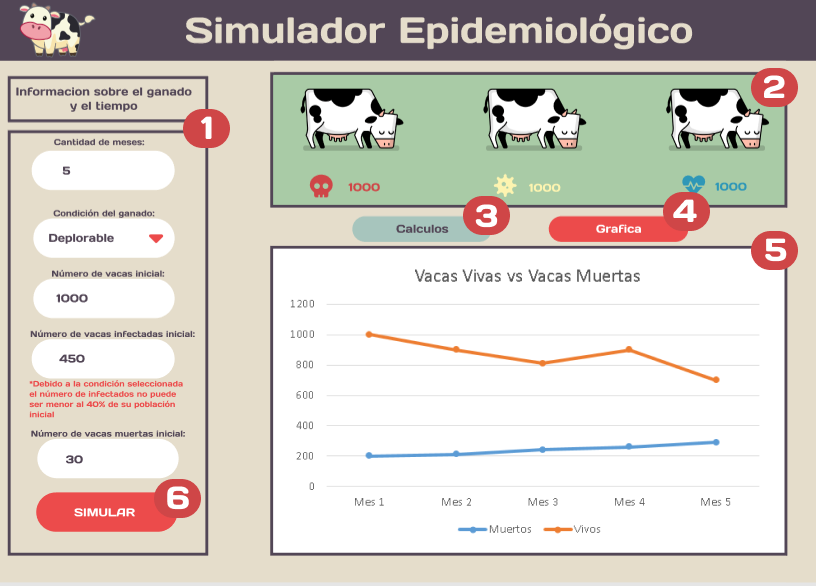 Simulador Epidemiológico
Informacion sobre el ganado
y el tiempo
1
Cantidad de meses:
5
Condición del ganado:
Deplorable
Número de vacas inicial:
1000
Número de vacas infectadas inicial:
450
*Debido a la condición seleccionada
el número de infectados no puede
ser menor al 40% de su población
inicial
Número de vacas muertas inicial:
30
SIMULAR
6
2
1000
1000
1000
3
4
Calculos
Grafica
5
Vacas Vivas vs Vacas Muertas
1200
1000
800
600
400
200
0
Mes 1
Mes 2
Mes 3
Mes 4
Mes 5
Muertos
Vivos